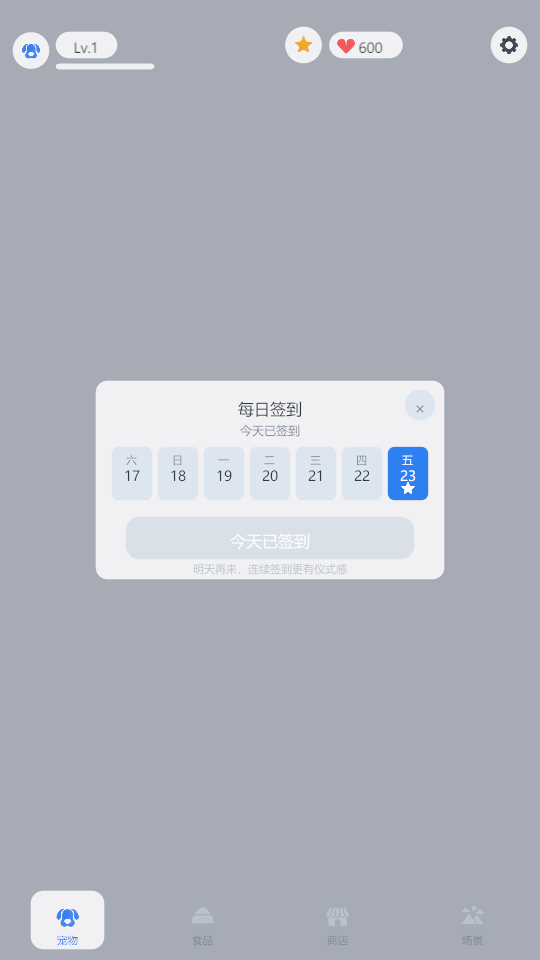 Lv.1
600
每日签到
×
今天已签到
六 日 一 二 三 四 五
17 18 19 20 21 22 23
今天已签到
明天再来，连续签到更有仪式感
宠物 食品 商店 场景